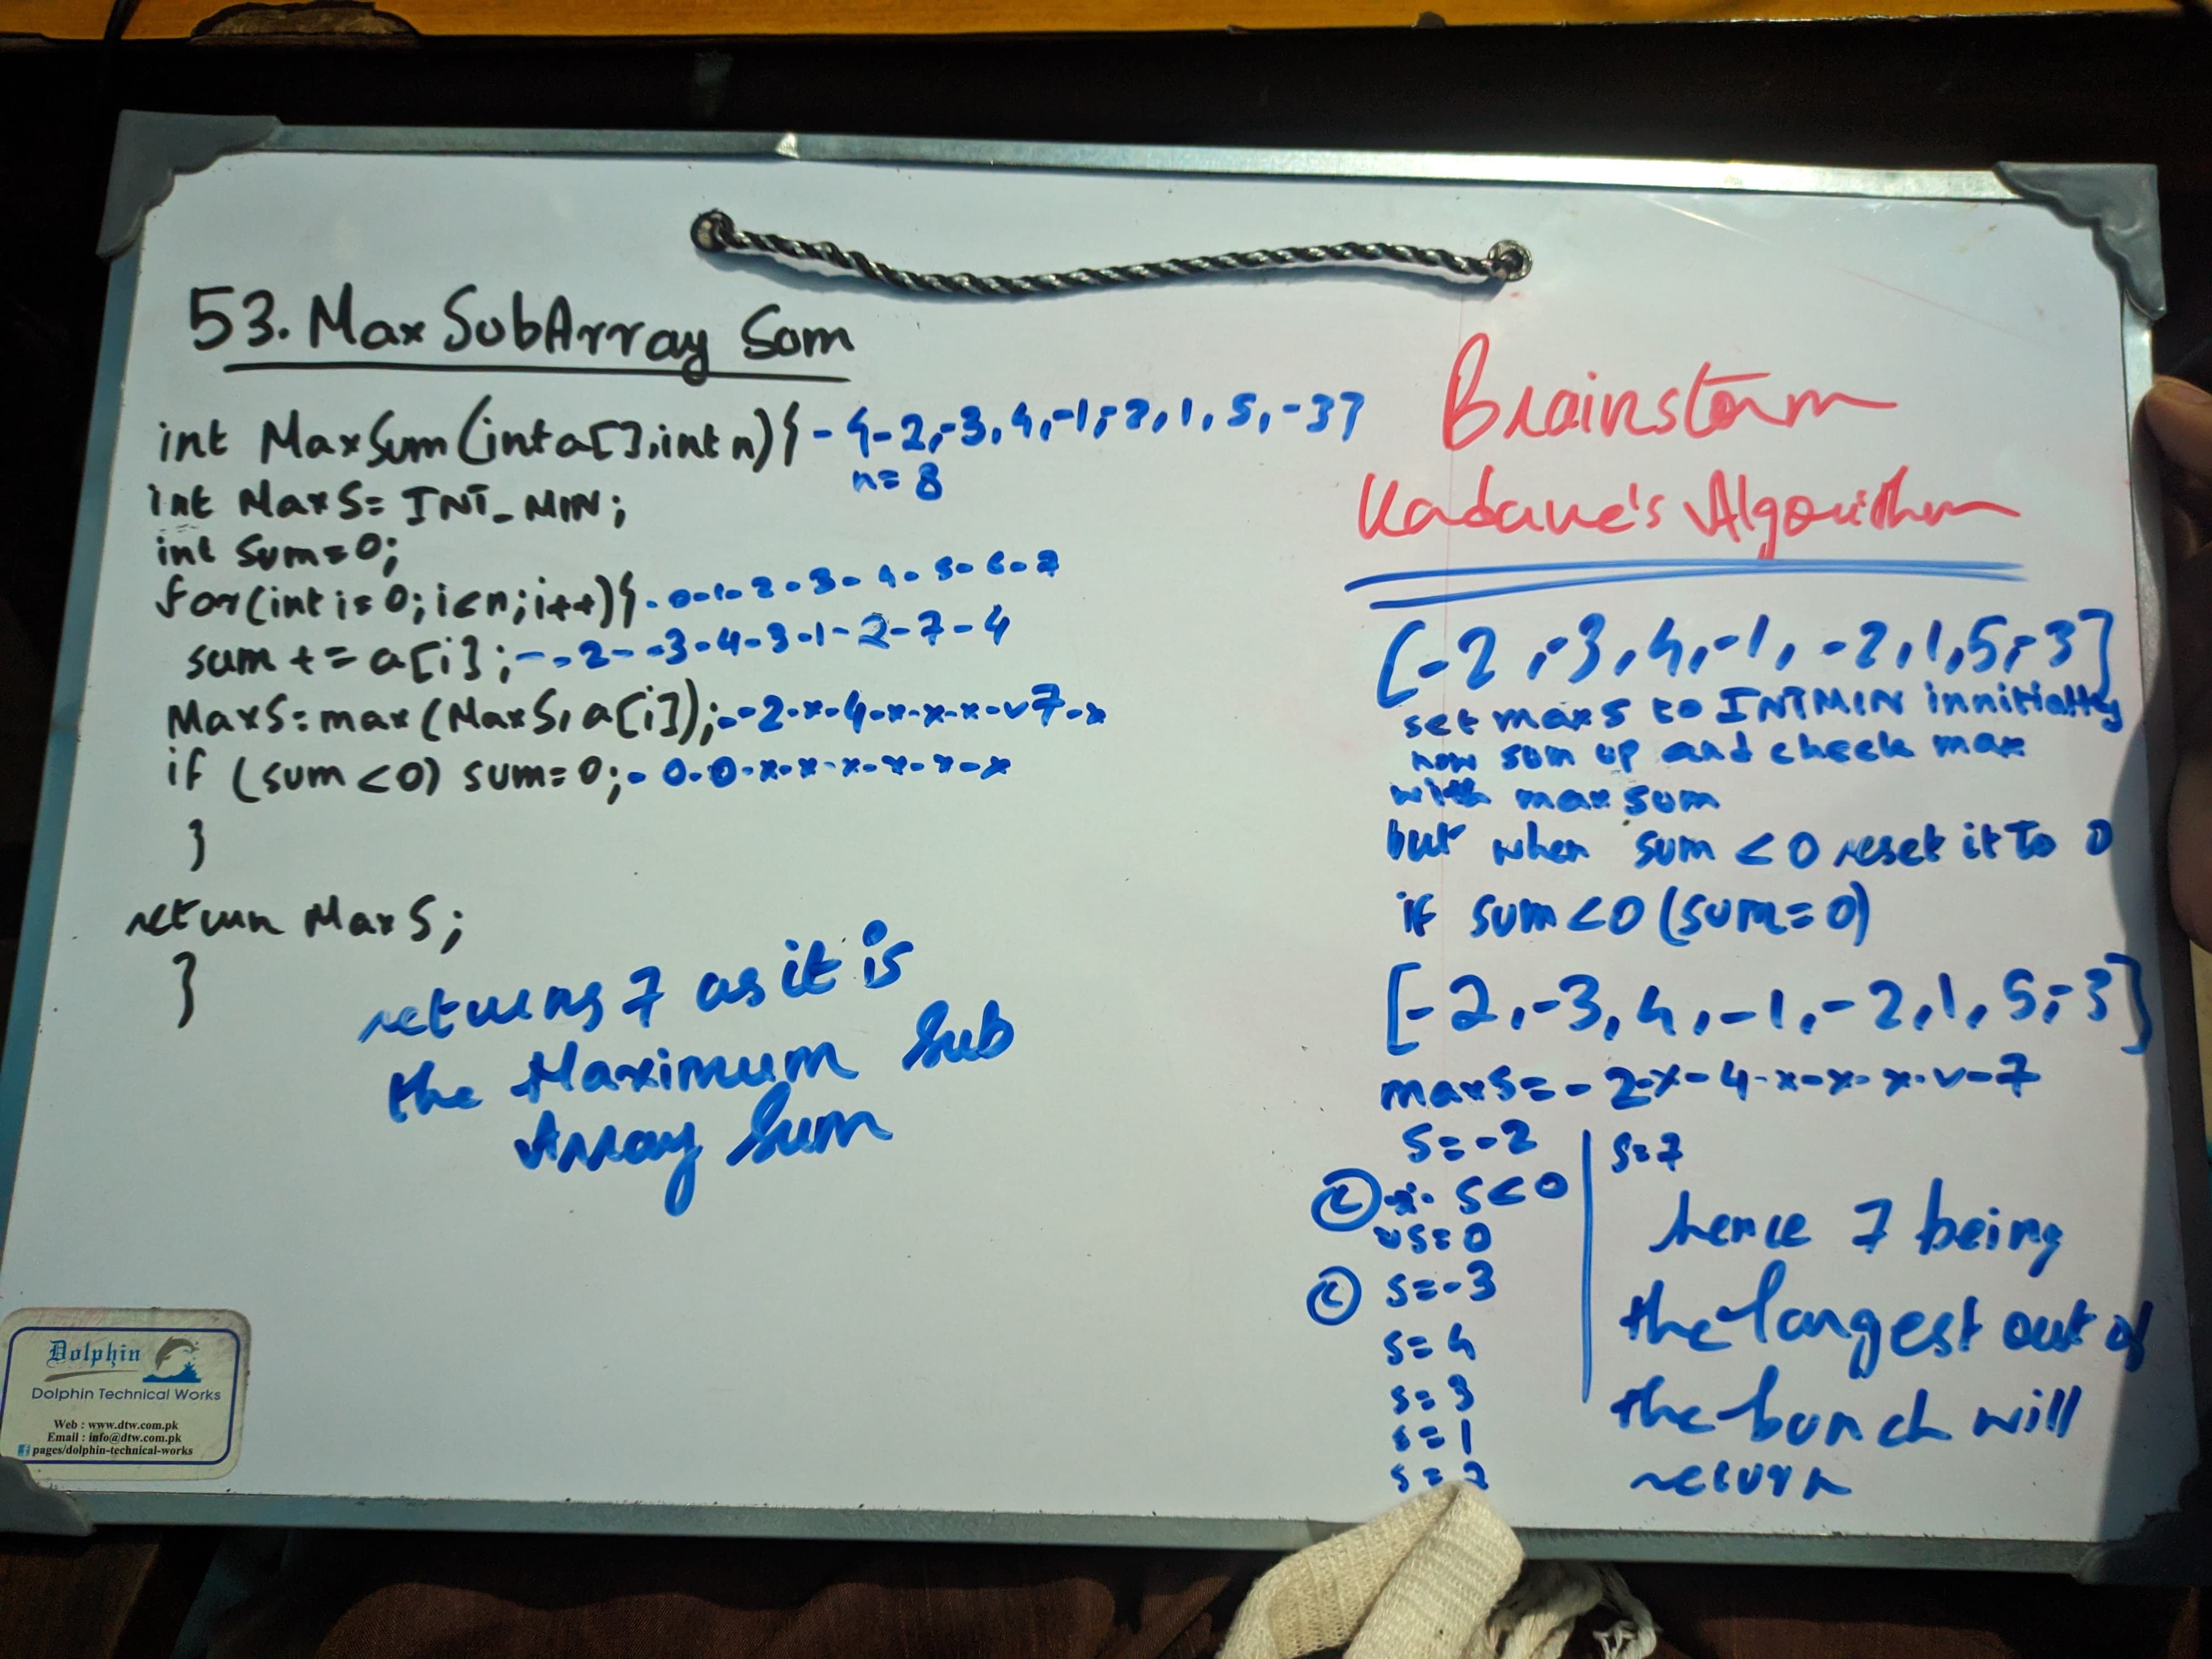 53. Max SubArray Sum
int MaxSum(int a[], int n){ - {-2,-3,4,-1,-2,1,5,-3}
n=8
int MaxS=INT_MIN;
int sum=0;
for(int i=0;i<n;i++){ - 0-1-2-3-4-5-6-7
sum += a[i]; - -2 - -3-4-3-1-2-7-4
MaxS=max(MaxS,a[i]); - -2-x-4-x-x-x-✓7-x
if (sum<0) sum=0; - 0-0-x-x-x-x-x-x
}
return MaxS;
}
returns 7 as it is
the Maximum Sub
Array Sum
Brainstorm
Kadane's Algorithm
[-2,-3,4,-1,-2,1,5,-3]
set maxs to INTMIN innitially
now sum up and check max
with max sum
but when sum <0 reset it To 0
if sum<0 (sum=0)
[-2,-3,4,-1,-2,1,5,-3]
maxS=-2-x-4-x-x-x-✓-7
s=-2
s<0
s=0
s=-3
s=4
s=3
s=1
s=2
s=7
hence 7 being
the largest out of
the bunch will
return
Dolphin
Dolphin Technical Works
Web : www.dtw.com.pk
Email : info@dtw.com.pk
f pages/dolphin-technical-works